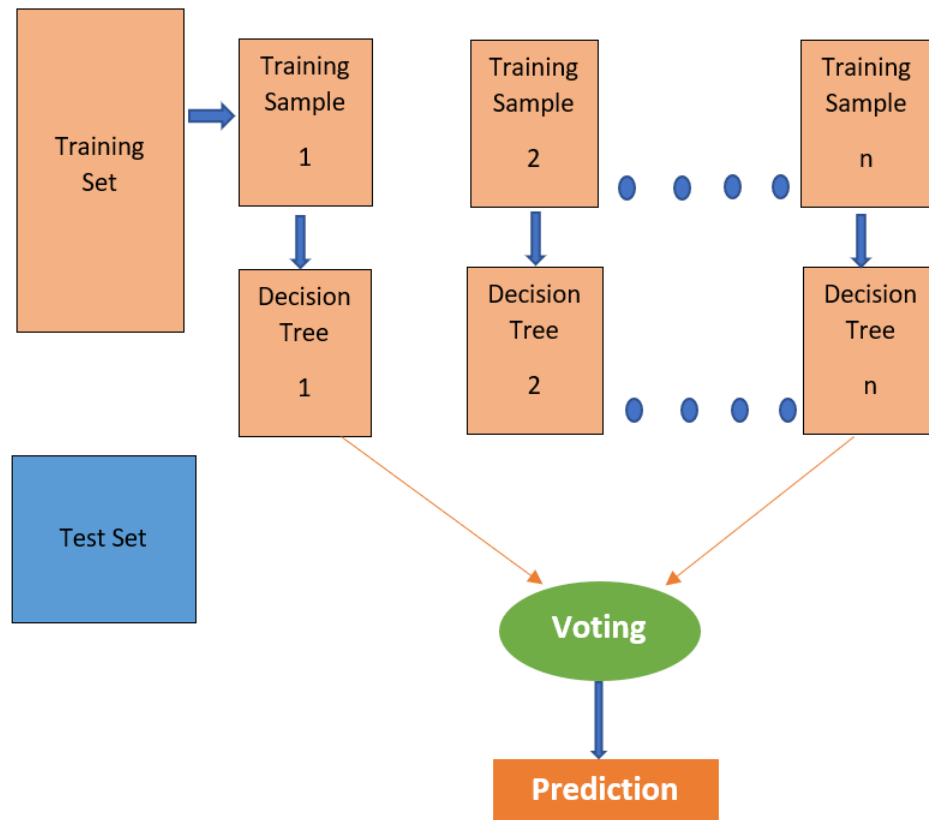 Training
Set
Training
Sample
1
Training
Sample
2
Training
Sample
n
Decision
Tree
1
Decision
Tree
2
Decision
Tree
n
Test Set
Voting
Prediction